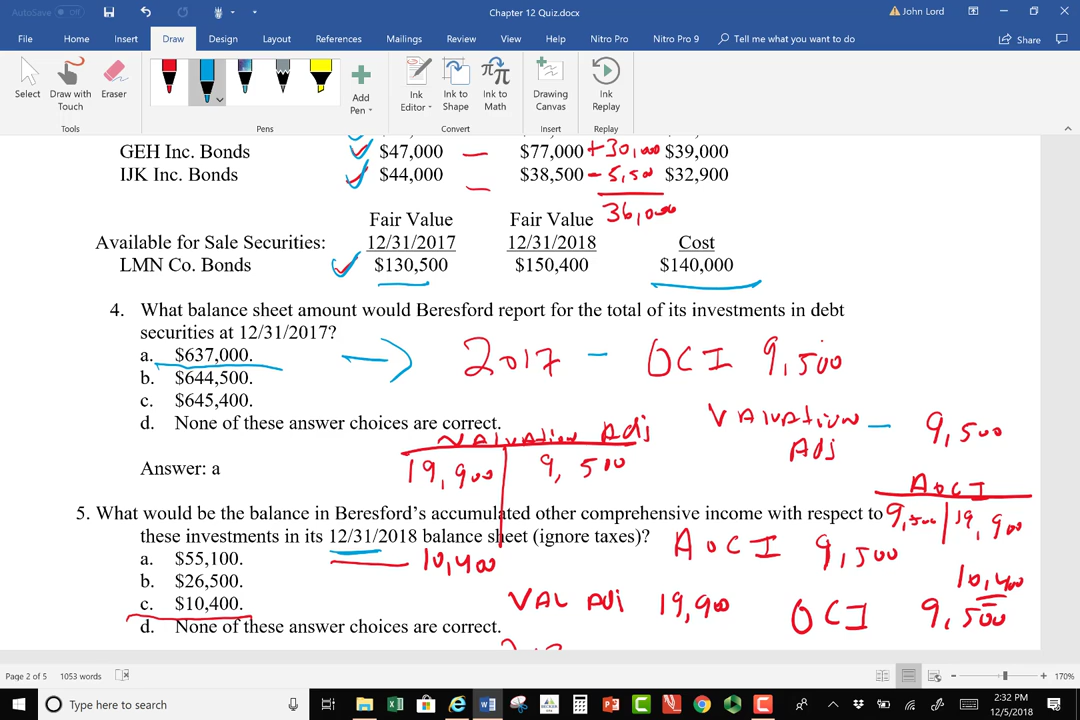 AutoSave Off
Chapter 12 Quiz.docx
John Lord
File Home Insert Draw Design Layout References Mailings Review View Help Nitro Pro Nitro Pro 9 Tell me what you want to do Share
Select Draw with Touch Eraser Add Pen Ink Editor Ink to Shape Ink to Math Drawing Canvas Ink Replay
Tools Pens Convert Insert Replay
GEH Inc. Bonds $47,000 — $77,000 +30,000 $39,000
IJK Inc. Bonds $44,000 — $38,500 -5,500 $32,900
36,000
Fair Value Fair Value
Available for Sale Securities: 12/31/2017 12/31/2018 Cost
LMN Co. Bonds $130,500 $150,400 $140,000
4. What balance sheet amount would Beresford report for the total of its investments in debt
securities at 12/31/2017?
a. $637,000.
2017 - OCI 9,500
b. $644,500.
c. $645,400.
d. None of these answer choices are correct.
Valuation Adj
VAluAtion - 9,500
Adj
19,900 9,500
Answer: a
AOCI
5. What would be the balance in Beresford's accumulated other comprehensive income with respect to
9,500 19,900
these investments in its 12/31/2018 balance sheet (ignore taxes)?
AOCI 9,500
a. $55,100.
10,400
b. $26,500.
10,400
c. $10,400.
VAL Adj 19,900 OCI 9,500
d. None of these answer choices are correct.
Page 2 of 5 1053 words 170%
Type here to search
2:32 PM
12/5/2018